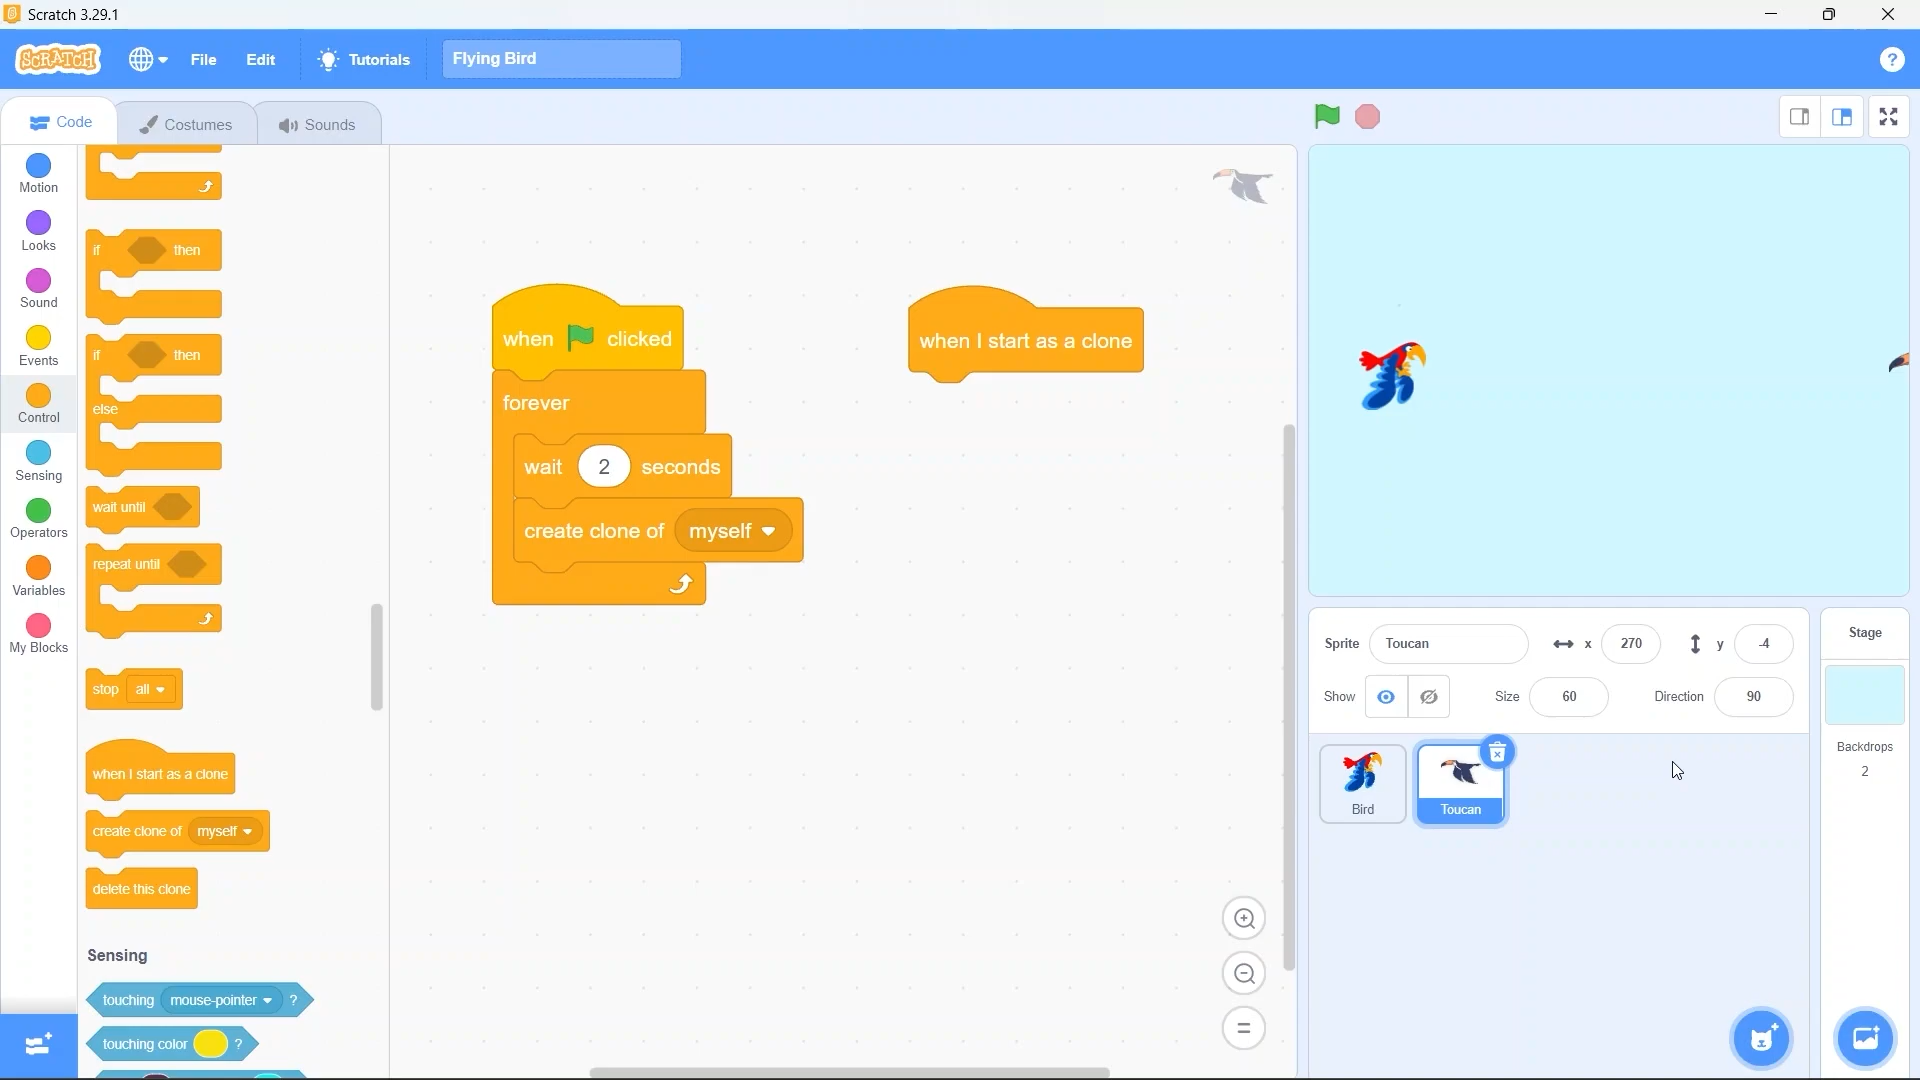 Scratch 3.29.1
SCRATCH File Edit Tutorials Flying Bird ?
Code Costumes Sounds
Motion
Looks
Sound
Events
Control
Sensing
Operators
Variables
My Blocks
if then
if then
else
wait until
repeat until
stop all
when I start as a clone
create clone of myself
delete this clone
Sensing
touching mouse-pointer ?
touching color ?
when clicked
forever
wait 2 seconds
create clone of myself
when I start as a clone
Sprite Toucan x 270 y -4
Show Size 60 Direction 90
Bird
Toucan
Stage
Backdrops
2